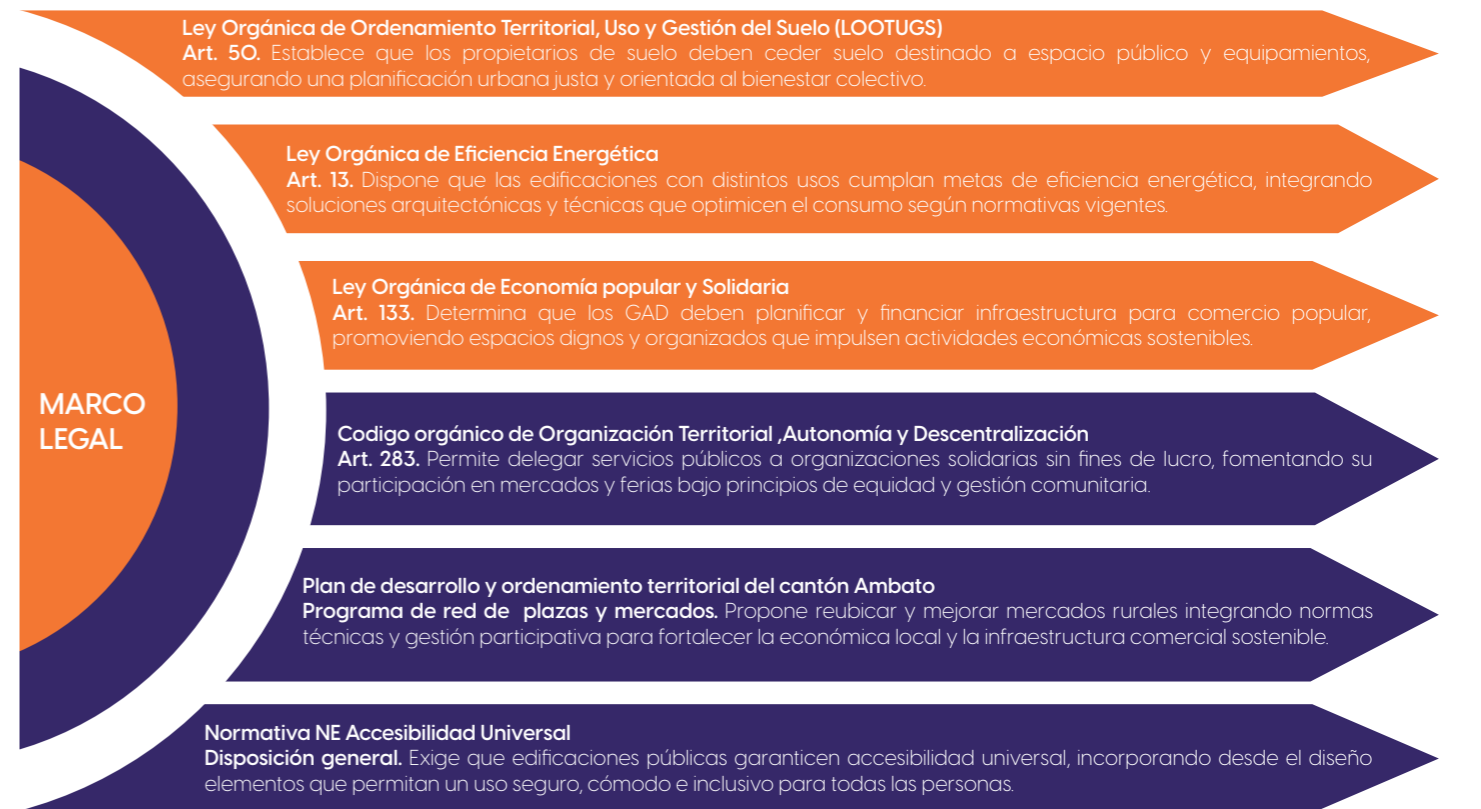 Ley Orgánica de Ordenamiento Territorial, Uso y Gestión del Suelo (LOOTUGS)
Art. 50. Establece que los propietarios de suelo deben ceder suelo destinado a espacio público y equipamientos,
asegurando una planificación urbana justa y orientada al bienestar colectivo.
Ley Orgánica de Eficiencia Energética
Art. 13. Dispone que las edificaciones con distintos usos cumplan metas de eficiencia energética, integrando
soluciones arquitectónicas y técnicas que optimicen el consumo según normativas vigentes.
Ley Orgánica de Economía popular y Solidaria
Art. 133. Determina que los GAD deben planificar y financiar infraestructura para comercio popular,
promoviendo espacios dignos y organizados que impulsen actividades económicas sostenibles.
MARCO
LEGAL
Codigo orgánico de Organización Territorial ,Autonomía y Descentralización
Art. 283. Permite delegar servicios públicos a organizaciones solidarias sin fines de lucro, fomentando su
participación en mercados y ferias bajo principios de equidad y gestión comunitaria.
Plan de desarrollo y ordenamiento territorial del cantón Ambato
Programa de red de plazas y mercados. Propone reubicar y mejorar mercados rurales integrando normas
técnicas y gestión participativa para fortalecer la económica local y la infraestructura comercial sostenible.
Normativa NE Accesibilidad Universal
Disposición general. Exige que edificaciones públicas garanticen accesibilidad universal, incorporando desde el diseño
elementos que permitan un uso seguro, cómodo e inclusivo para todas las personas.